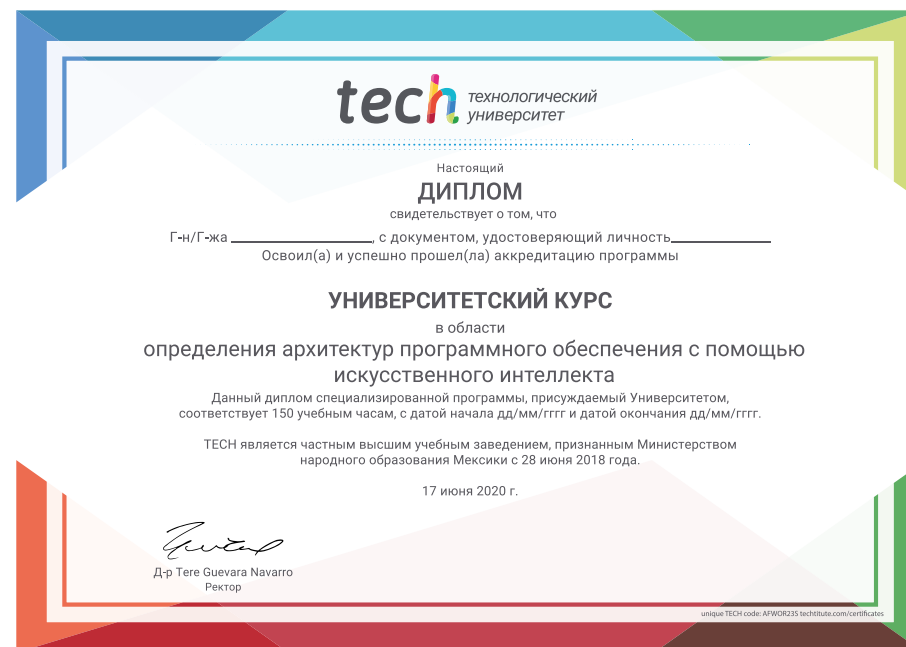 tech технологический
университет
Настоящий
ДИПЛОМ
свидетельствует о том, что
Г-н/Г-жа ____________, с документом, удостоверяющий личность____________
Освоил(а) и успешно прошел(ла) аккредитацию программы
УНИВЕРСИТЕТСКИЙ КУРС
в области
определения архитектур программного обеспечения с помощью
искусственного интеллекта
Данный диплом специализированной программы, присуждаемый Университетом,
соответствует 150 учебным часам, с датой начала дд/мм/гггг и датой окончания дд/мм/гггг.
TECH является частным высшим учебным заведением, признанным Министерством
народного образования Мексики с 28 июня 2018 года.
17 июня 2020 г.
Д-р Tere Guevara Navarro
Ректор
unique TECH code: AFWOR23S techtitute.com/certificates